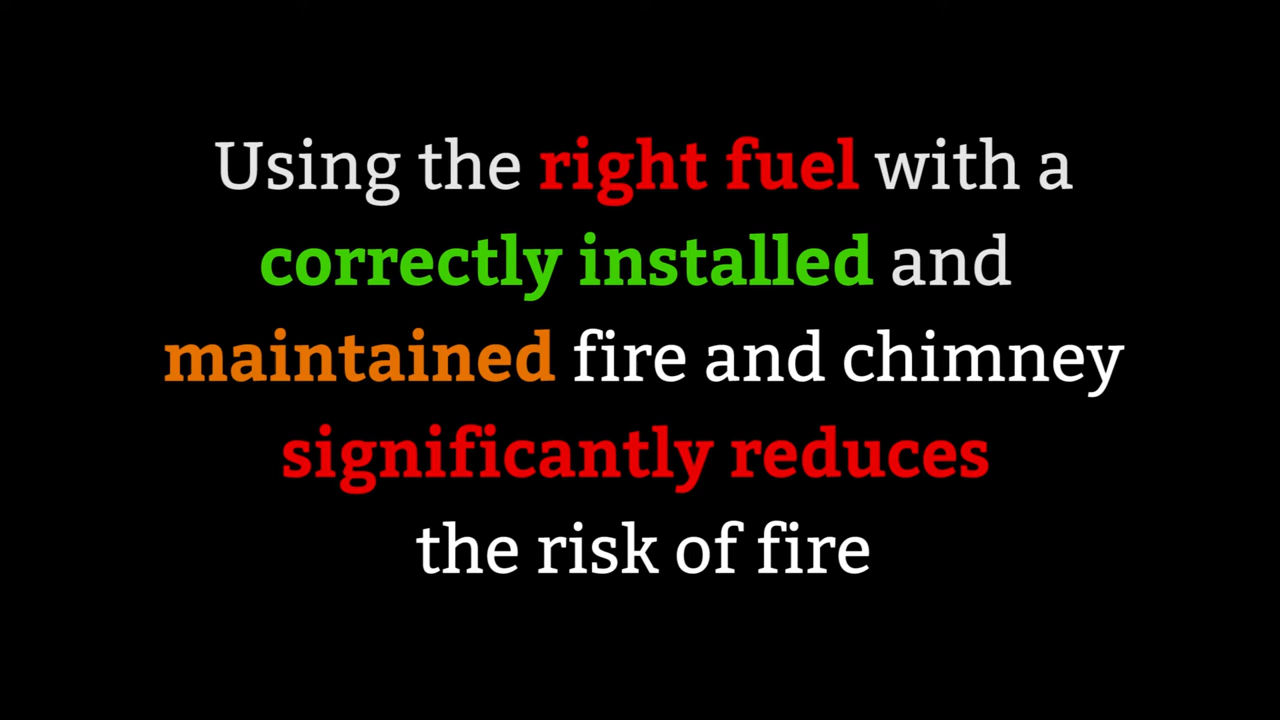 Using the right fuel with a
correctly installed and
maintained fire and chimney
significantly reduces
the risk of fire